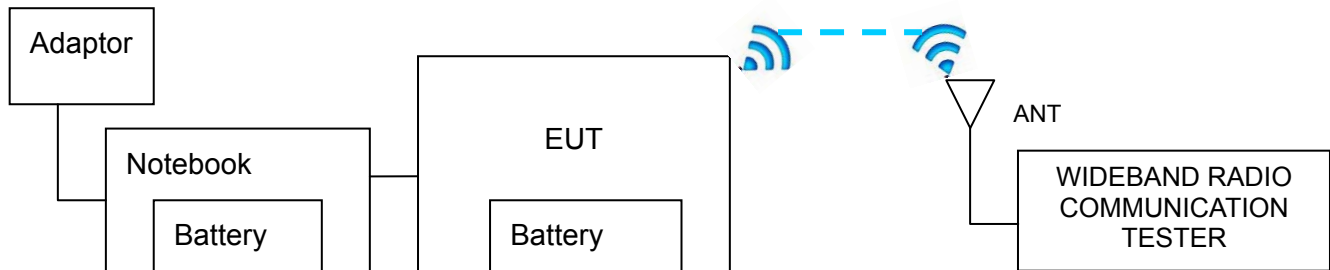 Adaptor
Notebook
Battery
EUT
Battery
ANT
WIDEBAND RADIO
COMMUNICATION
TESTER